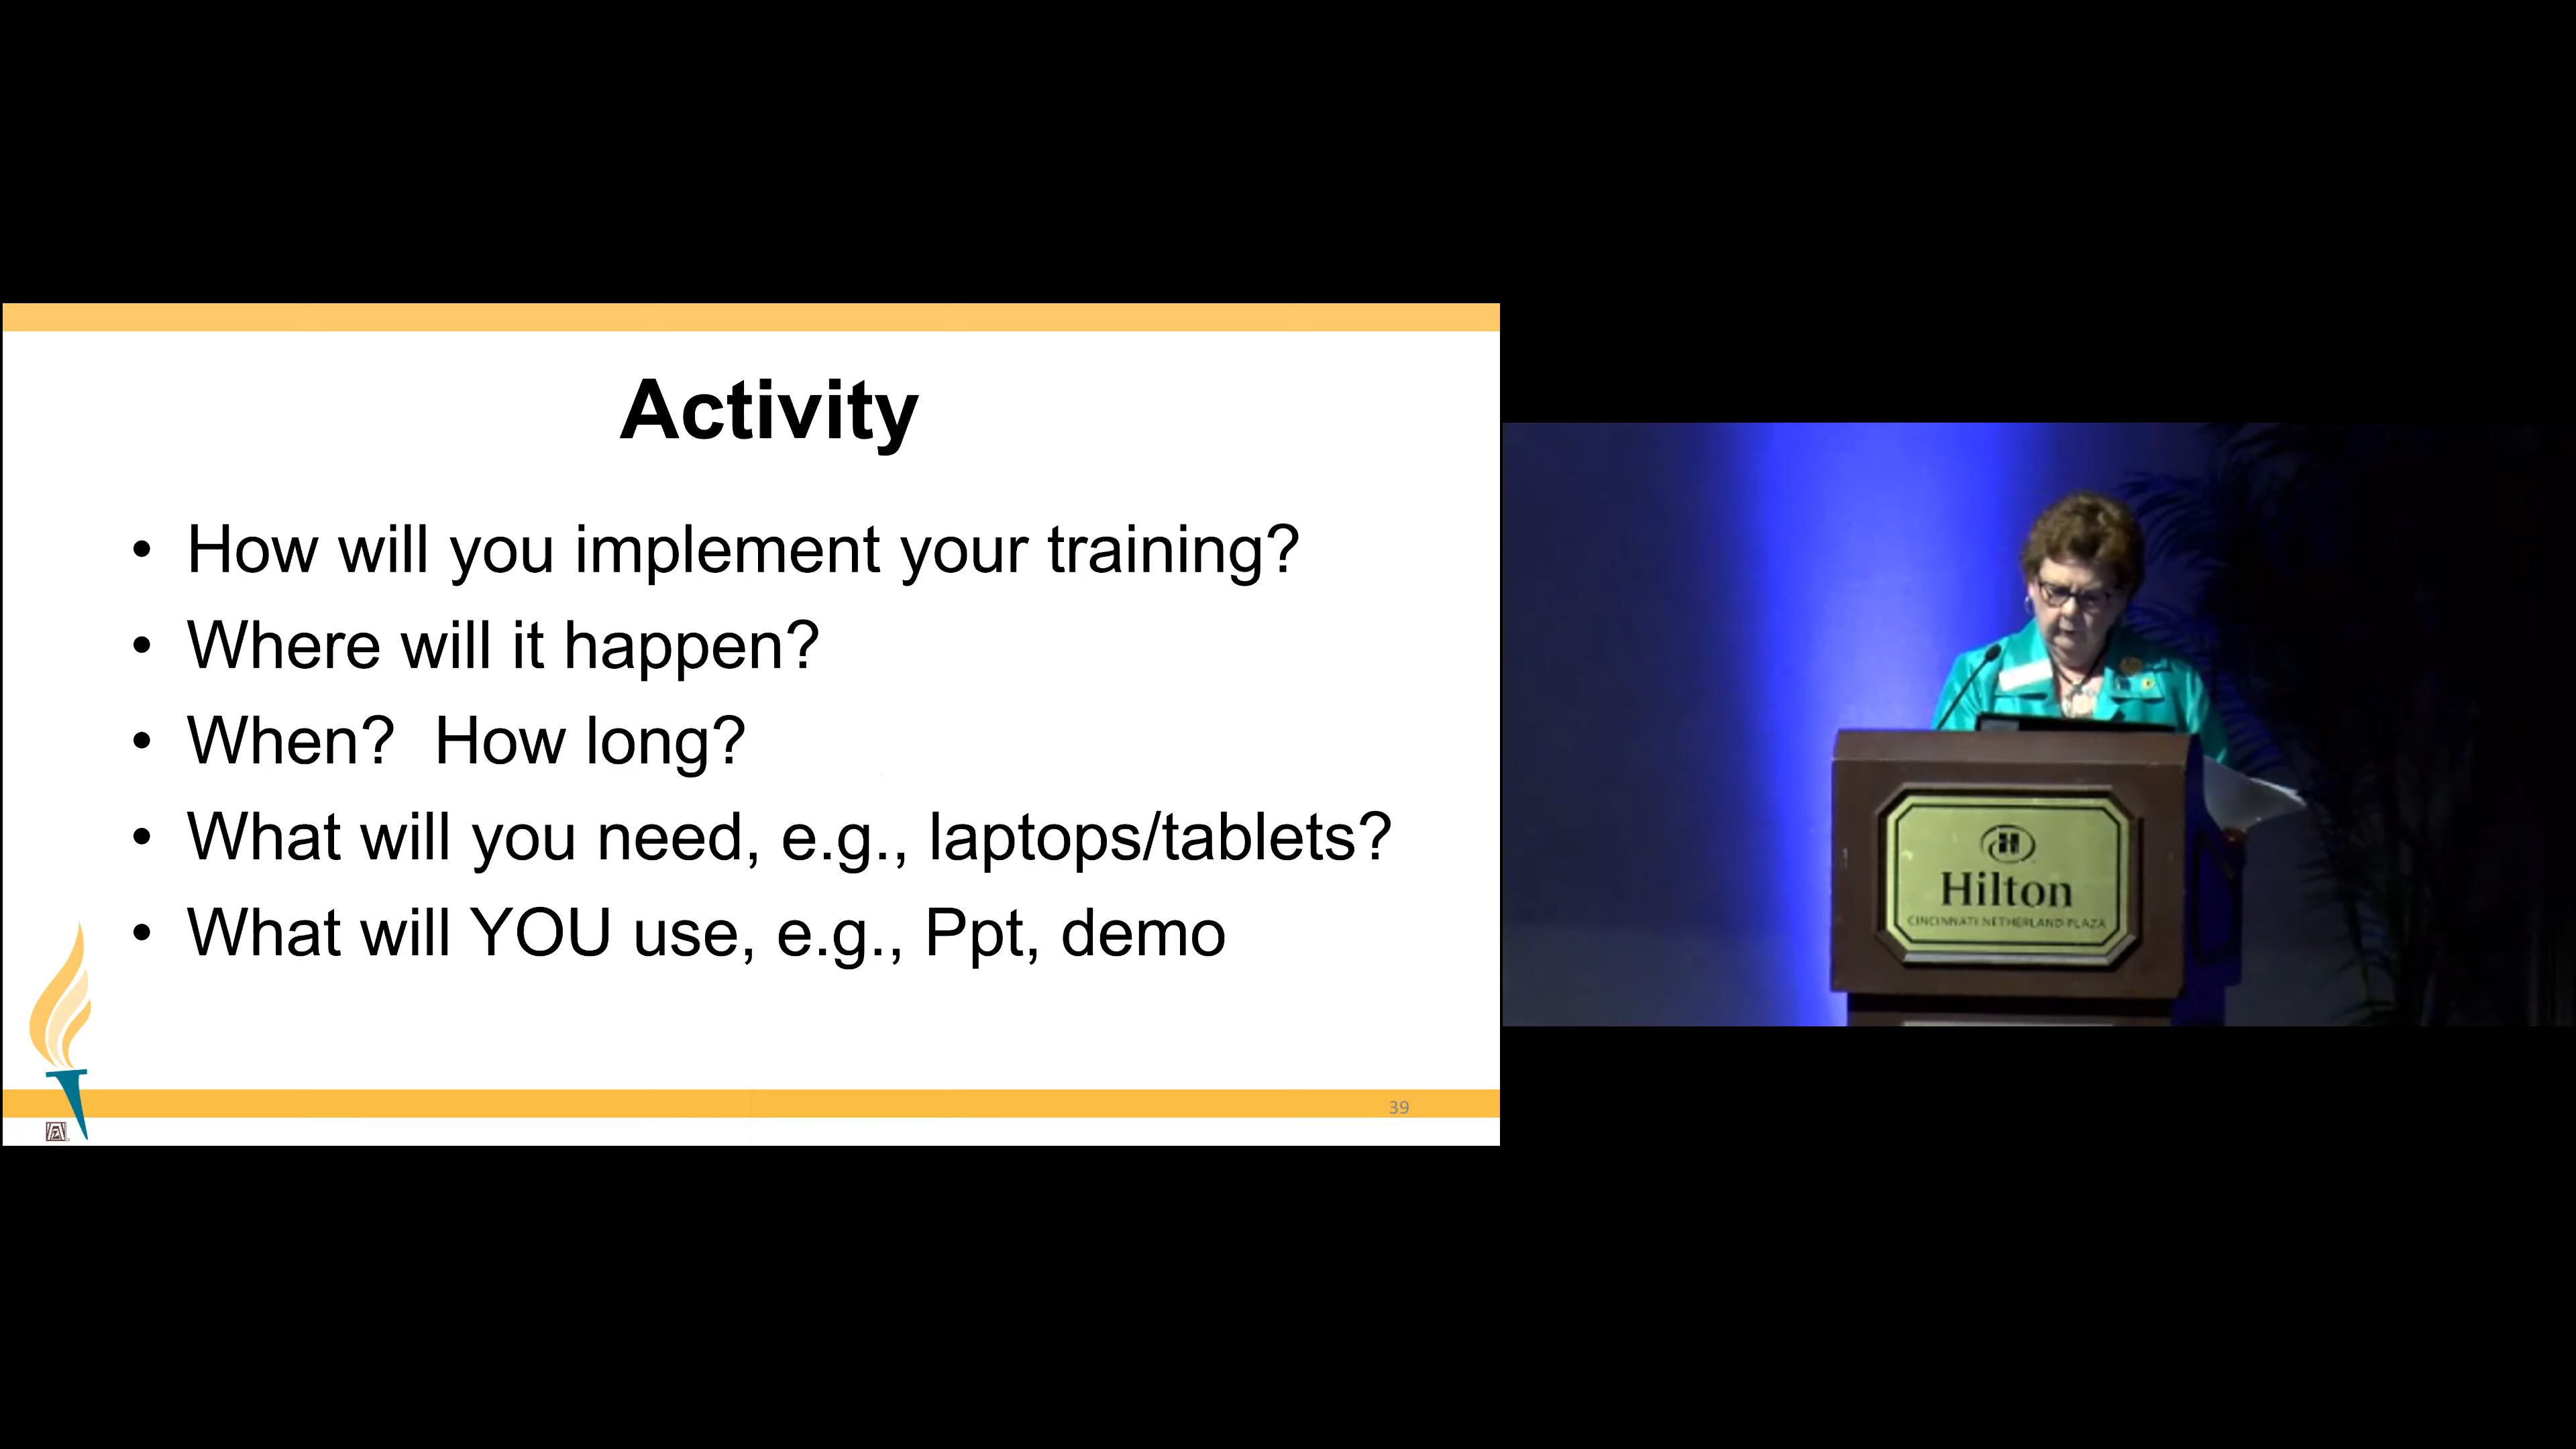 Activity
• How will you implement your training?
• Where will it happen?
• When? How long?
• What will you need, e.g., laptops/tablets?
• What will YOU use, e.g., Ppt, demo
39
H
Hilton
CINCINNATI NETHERLAND PLAZA